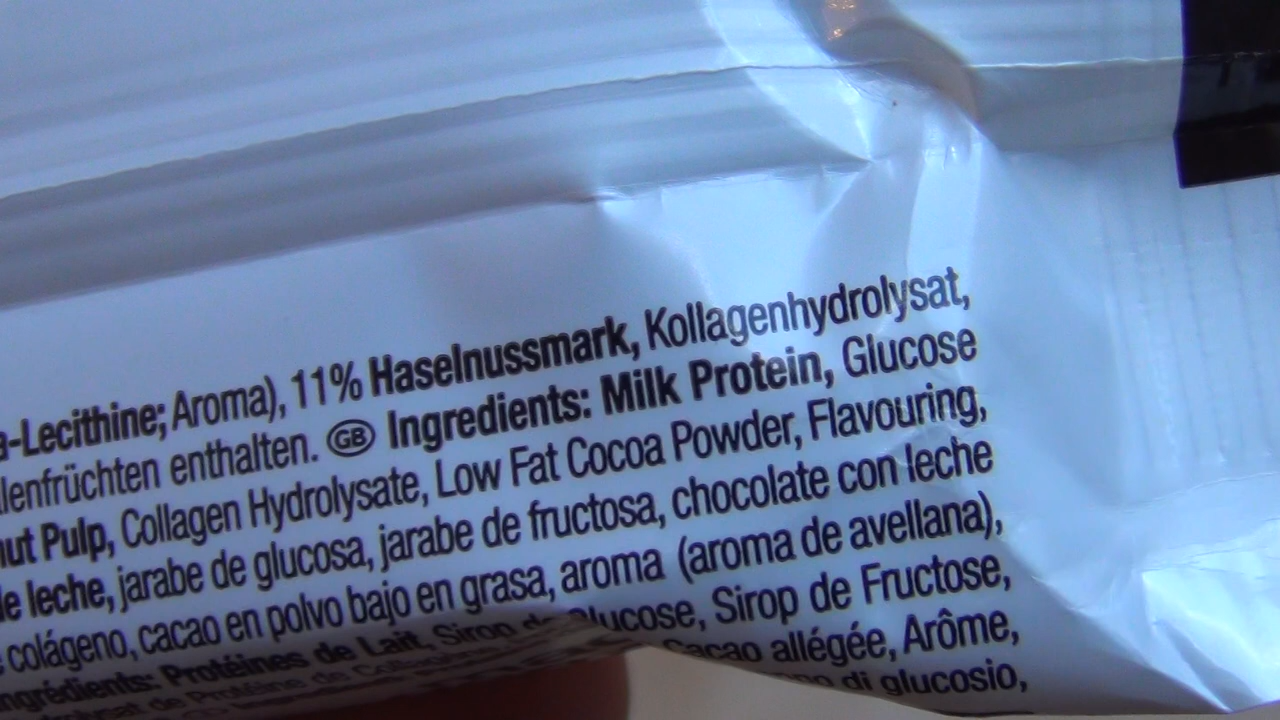 -Lecithine; Aroma), 11% Haselnussmark, Kollagenhydrolysat,
lenfrüchten enthalten. GB Ingredients: Milk Protein, Glucose
ut Pulp, Collagen Hydrolysate, Low Fat Cocoa Powder, Flavouring,
de leche, jarabe de glucosa, jarabe de fructosa, chocolate con leche
colágeno, cacao en polvo bajo en grasa, aroma (aroma de avellana),
ngrédients: Protéines de Lait, Sirop de Glucose, Sirop de Fructose,
de Protéine de Cacao allégée, Arôme,
di glucosio,